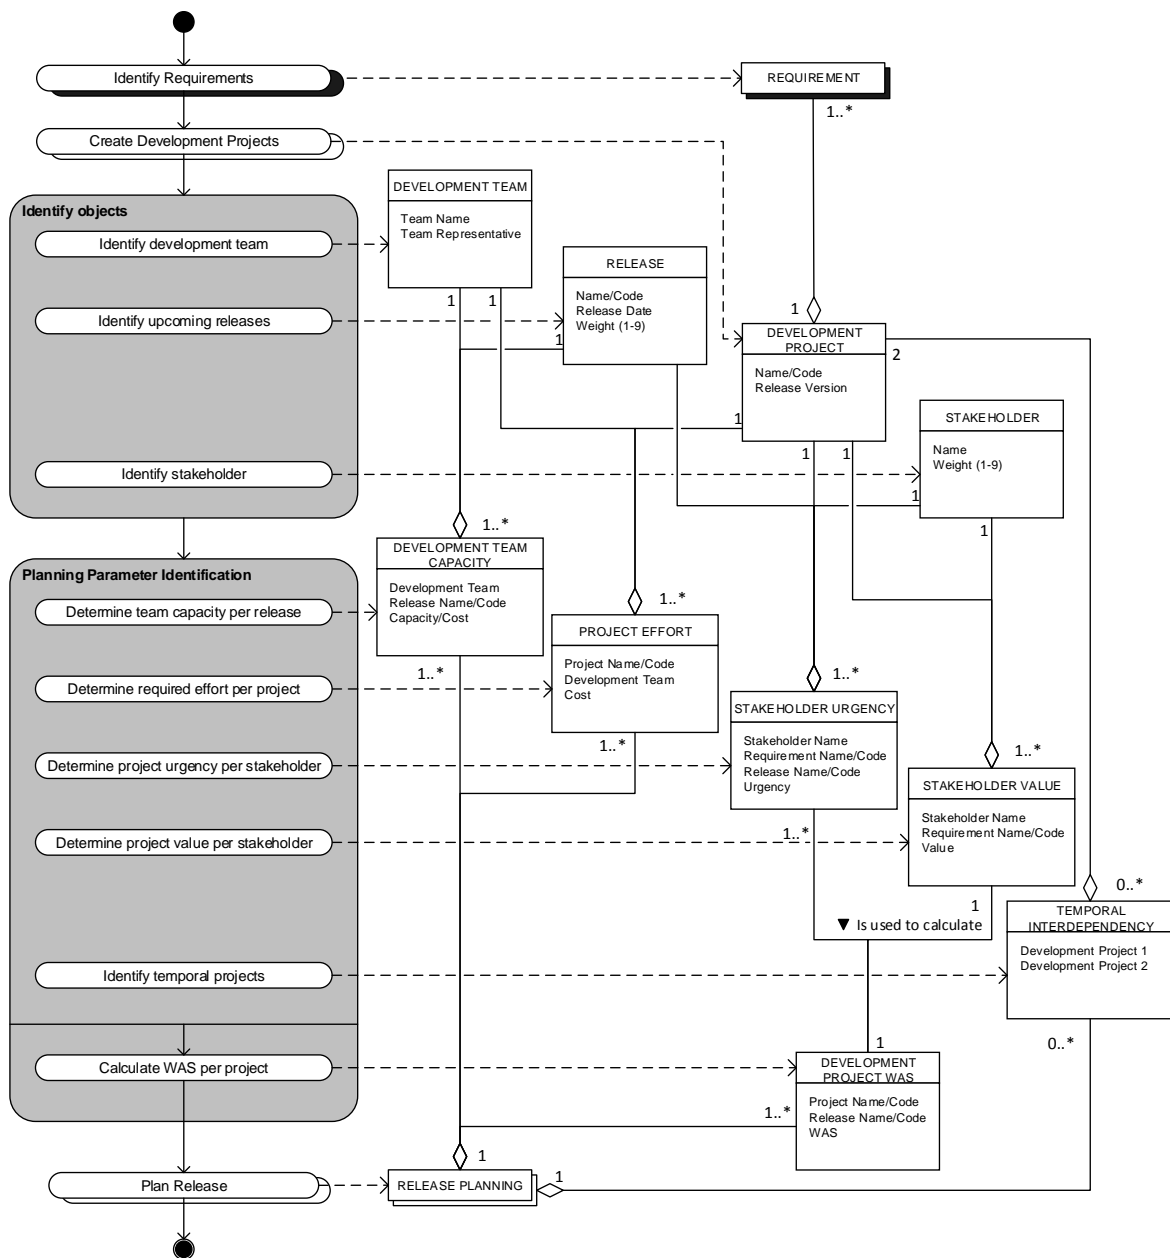 Identify Requirements
REQUIREMENT
1..*
Create Development Projects
DEVELOPMENT TEAM
Team Name
Team Representative
1
1
Identify objects
Identify development team
Identify upcoming releases
Identify stakeholder
RELEASE
Name/Code
Release Date
Weight (1-9)
1
1
DEVELOPMENT
PROJECT
Name/Code
Release Version
2
1
1
1
STAKEHOLDER
Name
Weight (1-9)
1
1
1..*
DEVELOPMENT TEAM
CAPACITY
Development Team
Release Name/Code
Capacity/Cost
1..*
Planning Parameter Identification
Determine team capacity per release
Determine required effort per project
Determine project urgency per stakeholder
Determine project value per stakeholder
Identify temporal projects
Calculate WAS per project
1..*
PROJECT EFFORT
Project Name/Code
Development Team
Cost
1..*
1..*
STAKEHOLDER URGENCY
Stakeholder Name
Requirement Name/Code
Release Name/Code
Urgency
1..*
1..*
STAKEHOLDER VALUE
Stakeholder Name
Requirement Name/Code
Value
1
▼ Is used to calculate
0..*
TEMPORAL
INTERDEPENDENCY
Development Project 1
Development Project 2
0..*
1
DEVELOPMENT
PROJECT WAS
Project Name/Code
Release Name/Code
WAS
1..*
Plan Release
1
RELEASE PLANNING
1